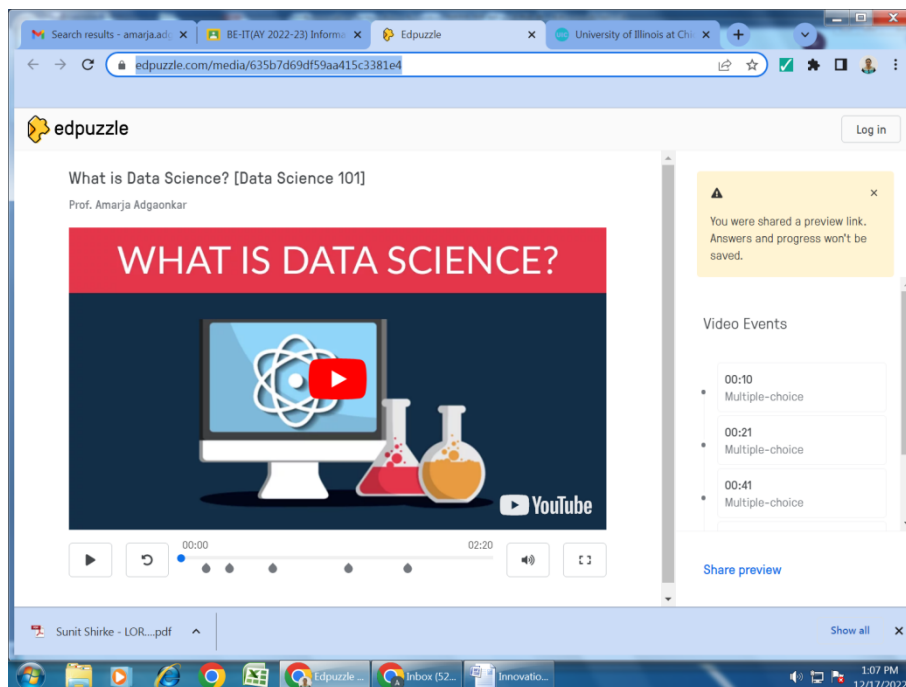 Search results - amarja.adg
BE-IT(AY 2022-23) Informa
Edpuzzle
University of Illinois at Chi
edpuzzle.com/media/635b7d69df59aa415c3381e4
edpuzzle
Log in
What is Data Science? [Data Science 101]
Prof. Amarja Adgaonkar
WHAT IS DATA SCIENCE?
YouTube
00:00
02:20
You were shared a preview link.
Answers and progress won't be
saved.
Video Events
00:10
Multiple-choice
00:21
Multiple-choice
00:41
Multiple-choice
Share preview
Sunit Shirke - LOR....pdf
Show all
Edpuzzle ...
Inbox (52...
Innovatio...
1:07 PM
12/17/2022